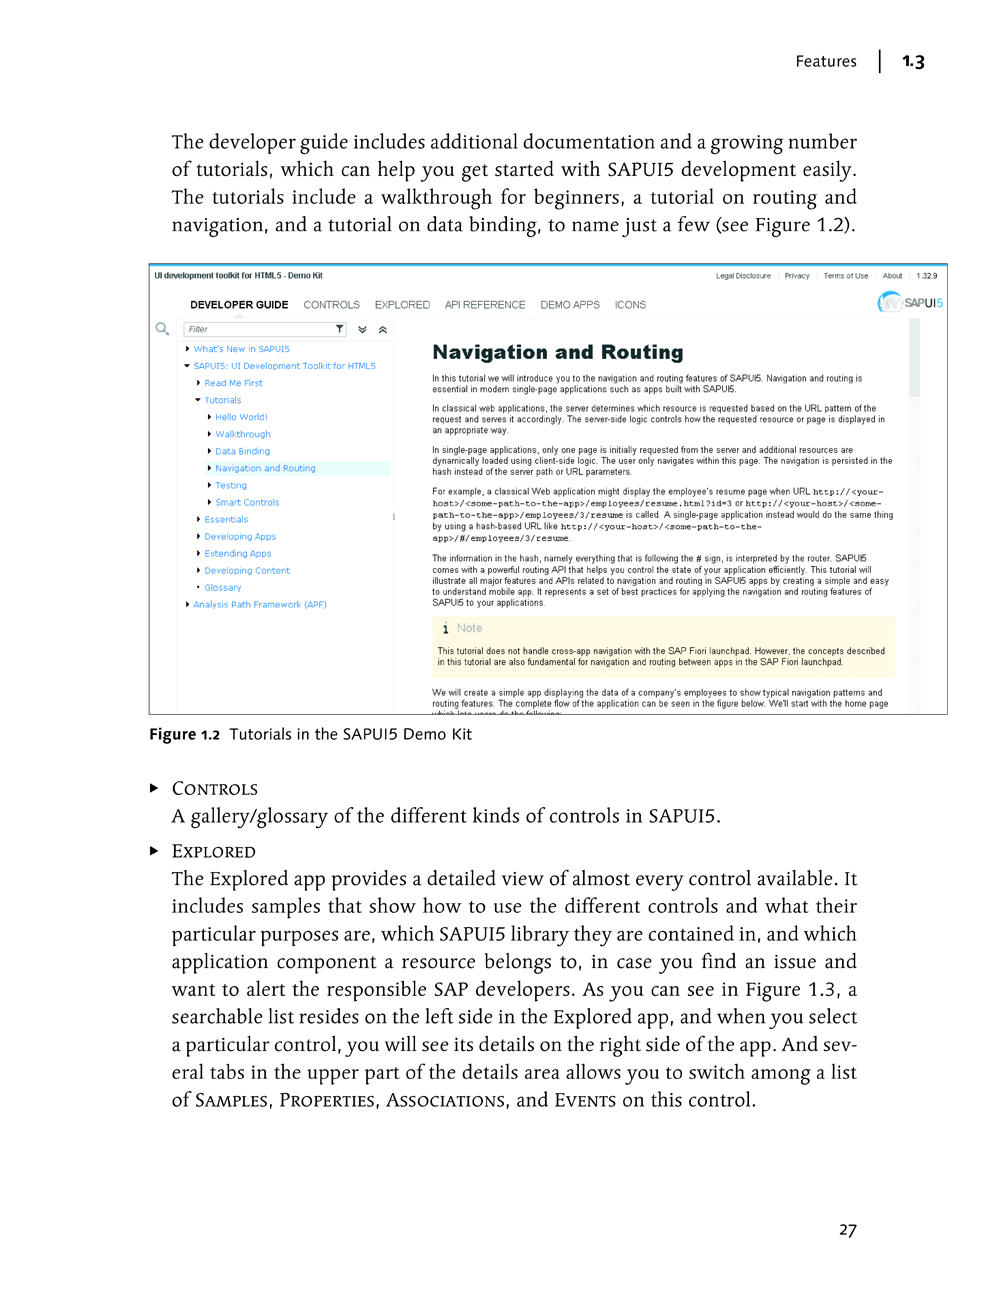 Features 1.3
The developer guide includes additional documentation and a growing number
of tutorials, which can help you get started with SAPUI5 development easily.
The tutorials include a walkthrough for beginners, a tutorial on routing and
navigation, and a tutorial on data binding, to name just a few (see Figure 1.2).
UI development toolkit for HTML5 - Demo Kit
Legal Disclosure Privacy Terms of Use About 1.32.9
DEVELOPER GUIDE CONTROLS EXPLORED API REFERENCE DEMO APPS ICONS
SAPUI5
Filter
What's New in SAPUI5
SAPUI5: UI Development Toolkit for HTML5
Read Me First
Tutorials
Hello World!
Walkthrough
Data Binding
Navigation and Routing
Testing
Smart Controls
Essentials
Developing Apps
Extending Apps
Developing Content
Glossary
Analysis Path Framework (APF)
Navigation and Routing
In this tutorial we will introduce you to the navigation and routing features of SAPUI5. Navigation and routing is
essential in modern single-page applications such as apps built with SAPUI5.
In classical web applications, the server determines which resource is requested based on the URL pattern of the
request and serves it accordingly. The server-side logic controls how the requested resource or page is displayed in
an appropriate way.
In single-page applications, only one page is initially requested from the server and additional resources are
dynamically loaded using client-side logic. The user only navigates within this page. The navigation is persisted in the
hash instead of the server path or URL parameters.
For example, a classical Web application might display the employee's resume page when URL http://<your-
host>/<some-path-to-the-app>/employees/resume.html?id=3 or http://<your-host>/<some-
path-to-the-app>/employees/3/resume is called. A single-page application instead would do the same thing
by using a hash-based URL like http://<your-host>/<some-path-to-the-
app>/#/employees/3/resume.
The information in the hash, namely everything that is following the # sign, is interpreted by the router. SAPUI5
comes with a powerful routing API that helps you control the state of your application efficiently. This tutorial will
illustrate all major features and APIs related to navigation and routing in SAPUI5 apps by creating a simple and easy
to understand mobile app. It represents a set of best practices for applying the navigation and routing features of
SAPUI5 to your applications.
i Note
This tutorial does not handle cross-app navigation with the SAP Fiori launchpad. However, the concepts described
in this tutorial are also fundamental for navigation and routing between apps in the SAP Fiori launchpad.
We will create a simple app displaying the data of a company's employees to show typical navigation patterns and
routing features. The complete flow of the application can be seen in the figure below. We'll start with the home page
which lets users do the following:
Figure 1.2 Tutorials in the SAPUI5 Demo Kit
▶ CONTROLS
A gallery/glossary of the different kinds of controls in SAPUI5.
▶ EXPLORED
The Explored app provides a detailed view of almost every control available. It
includes samples that show how to use the different controls and what their
particular purposes are, which SAPUI5 library they are contained in, and which
application component a resource belongs to, in case you find an issue and
want to alert the responsible SAP developers. As you can see in Figure 1.3, a
searchable list resides on the left side in the Explored app, and when you select
a particular control, you will see its details on the right side of the app. And sev-
eral tabs in the upper part of the details area allows you to switch among a list
of SAMPLES, PROPERTIES, ASSOCIATIONS, and EVENTS on this control.
27